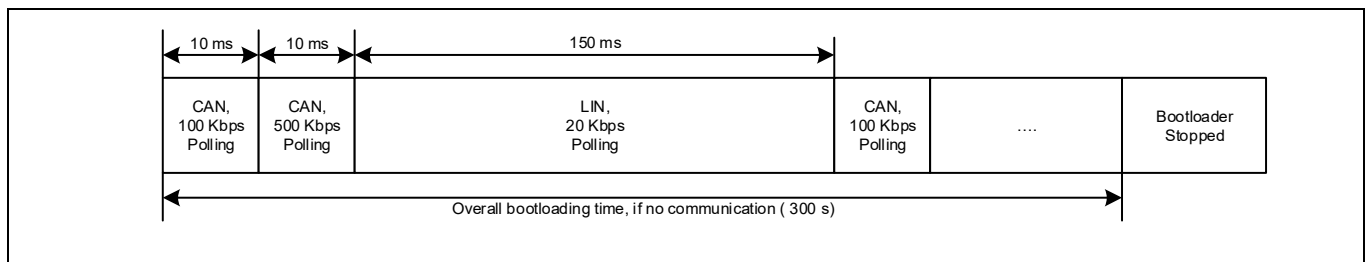 10 ms
10 ms
150 ms
CAN,
100 Kbps
Polling
CAN,
500 Kbps
Polling
LIN,
20 Kbps
Polling
CAN,
100 Kbps
Polling
....
Bootloader
Stopped
Overall bootloading time, if no communication ( 300 s)